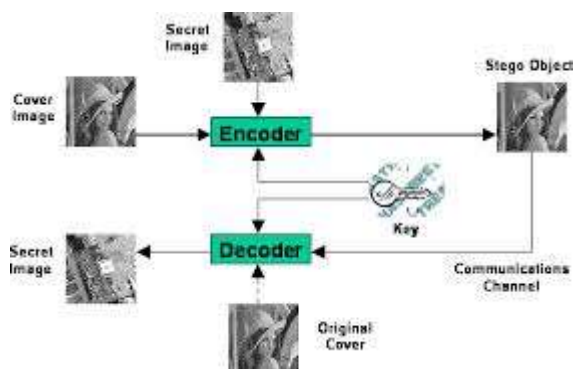 Secret
Image
Stego Object
Cover
Image
Encoder
Key
Secret
Image
Decoder
Communications
Channel
Original
Cover